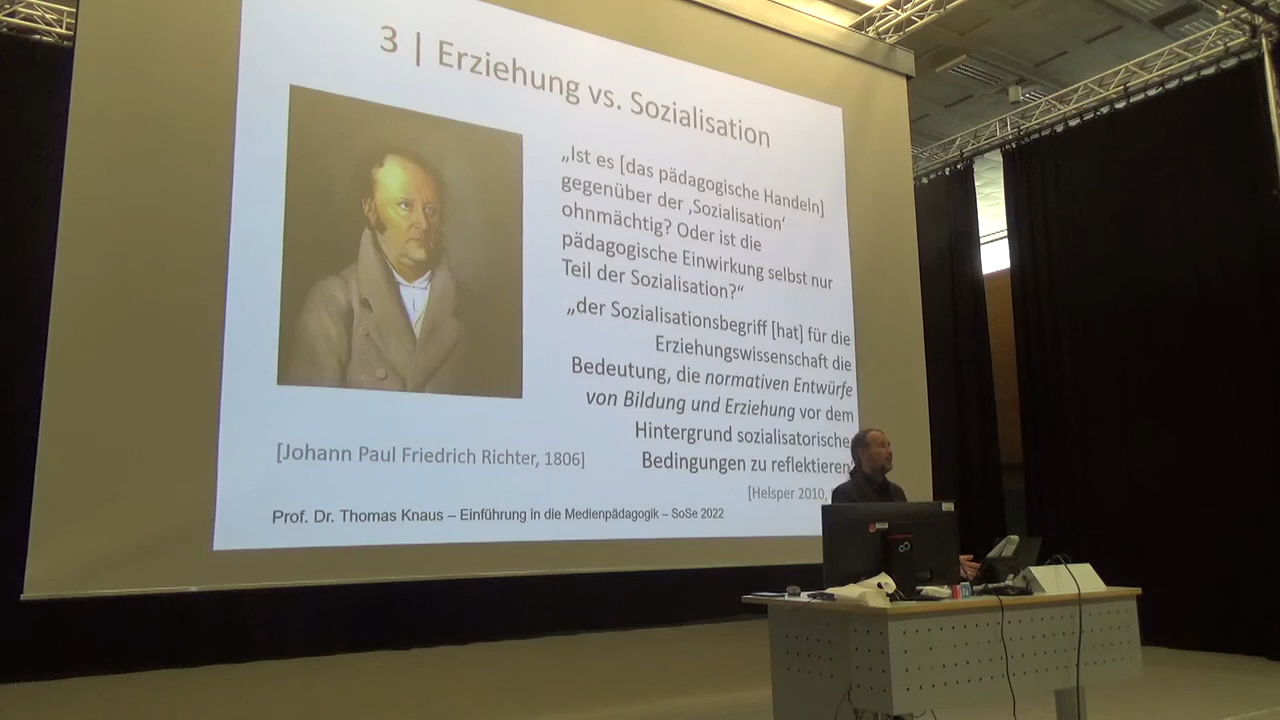 3 | Erziehung vs. Sozialisation
„Ist es [das pädagogische Handeln]
gegenüber der ‚Sozialisation‘
ohnmächtig? Oder ist die
pädagogische Einwirkung selbst nur
Teil der Sozialisation?“
„der Sozialisationsbegriff [hat] für die
Erziehungswissenschaft die
Bedeutung, die normativen Entwürfe
von Bildung und Erziehung vor dem
Hintergrund sozialisatorische
Bedingungen zu reflektieren
[Helsper 2010,
[Johann Paul Friedrich Richter, 1806]
Prof. Dr. Thomas Knaus – Einführung in die Medienpädagogik – SoSe 2022